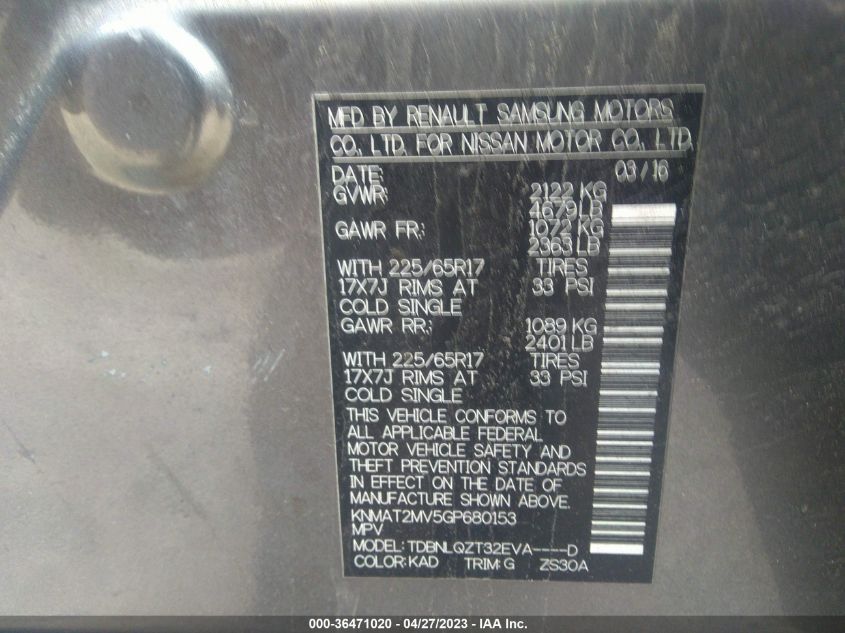 MFD BY RENAULT SAMSUNG MOTORS
CO., LTD. FOR NISSAN MOTOR CO., LTD.
DATE: 03/16
GVWR: 2122 KG
4679 LB
GAWR FR: 1072 KG
2363 LB
WITH 225/65R17 TIRES
17X7J RIMS AT 33 PSI
COLD SINGLE
GAWR RR: 1089 KG
2401 LB
WITH 225/65R17 TIRES
17X7J RIMS AT 33 PSI
COLD SINGLE
THIS VEHICLE CONFORMS TO
ALL APPLICABLE FEDERAL
MOTOR VEHICLE SAFETY AND
THEFT PREVENTION STANDARDS
IN EFFECT ON THE DATE OF
MANUFACTURE SHOWN ABOVE.
KNMAT2MV5GP680153
MPV
MODEL: TDBNLQZT32EVA----D
COLOR: KAD TRIM: G ZS30A
000-36471020 / 04/27/2023 - IAA Inc.